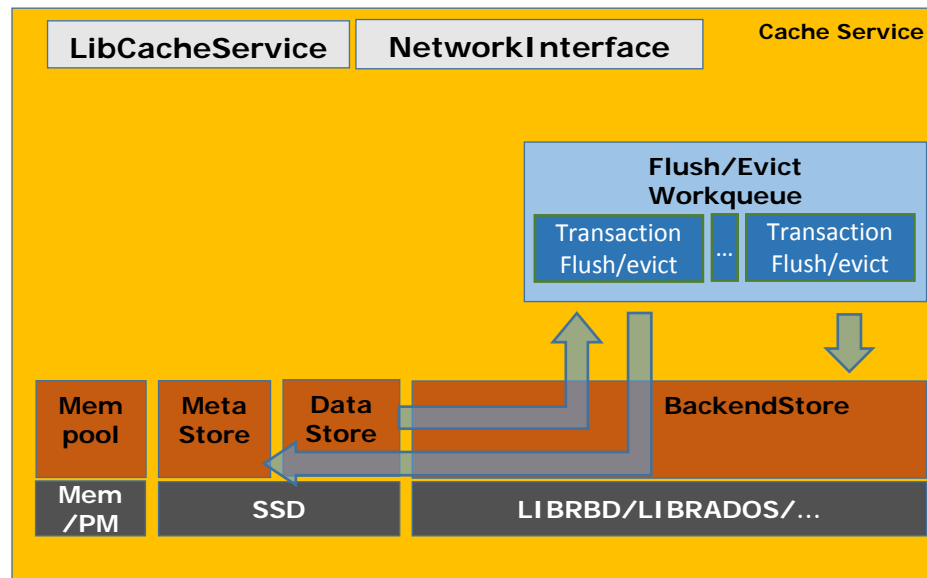 LibCacheService
NetworkInterface
Cache Service
Flush/Evict
Workqueue
Transaction
Flush/evict
...
Transaction
Flush/evict
Mem
pool
Meta
Store
Data
Store
BackendStore
Mem
/PM
SSD
LIBRBD/LIBRADOS/...